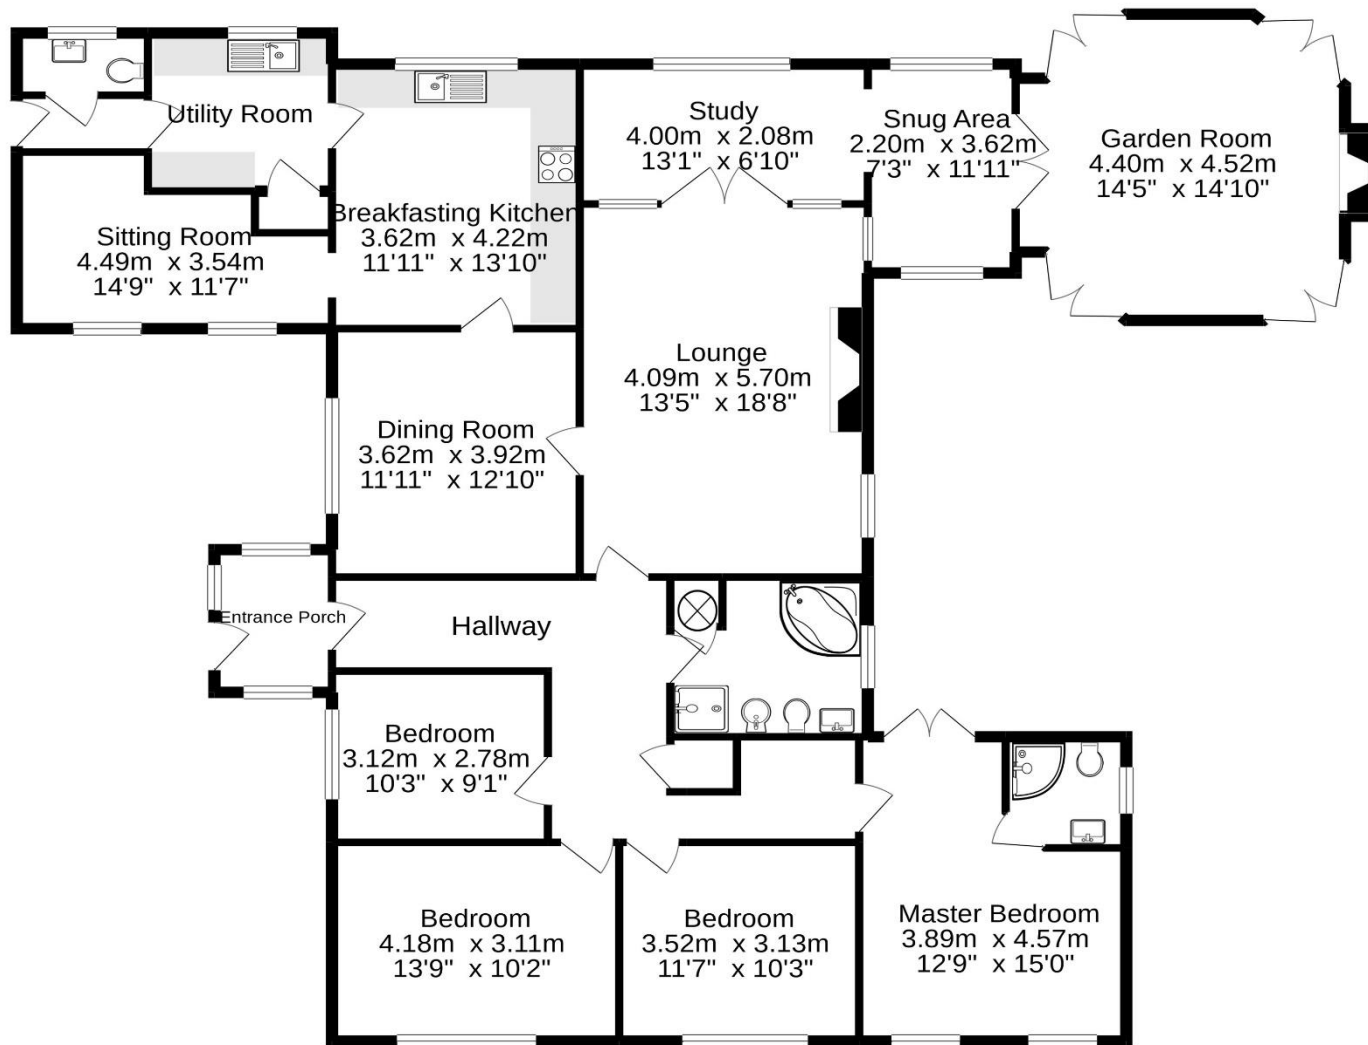 Utility Room
Study
4.00m x 2.08m
13'1" x 6'10"
Snug Area
2.20m x 3.62m
7'3" x 11'11"
Garden Room
4.40m x 4.52m
14'5" x 14'10"
Breakfasting Kitchen
3.62m x 4.22m
11'11" x 13'10"
Sitting Room
4.49m x 3.54m
14'9" x 11'7"
Lounge
4.09m x 5.70m
13'5" x 18'8"
Dining Room
3.62m x 3.92m
11'11" x 12'10"
Entrance Porch
Hallway
Bedroom
3.12m x 2.78m
10'3" x 9'1"
Bedroom
4.18m x 3.11m
13'9" x 10'2"
Bedroom
3.52m x 3.13m
11'7" x 10'3"
Master Bedroom
3.89m x 4.57m
12'9" x 15'0"